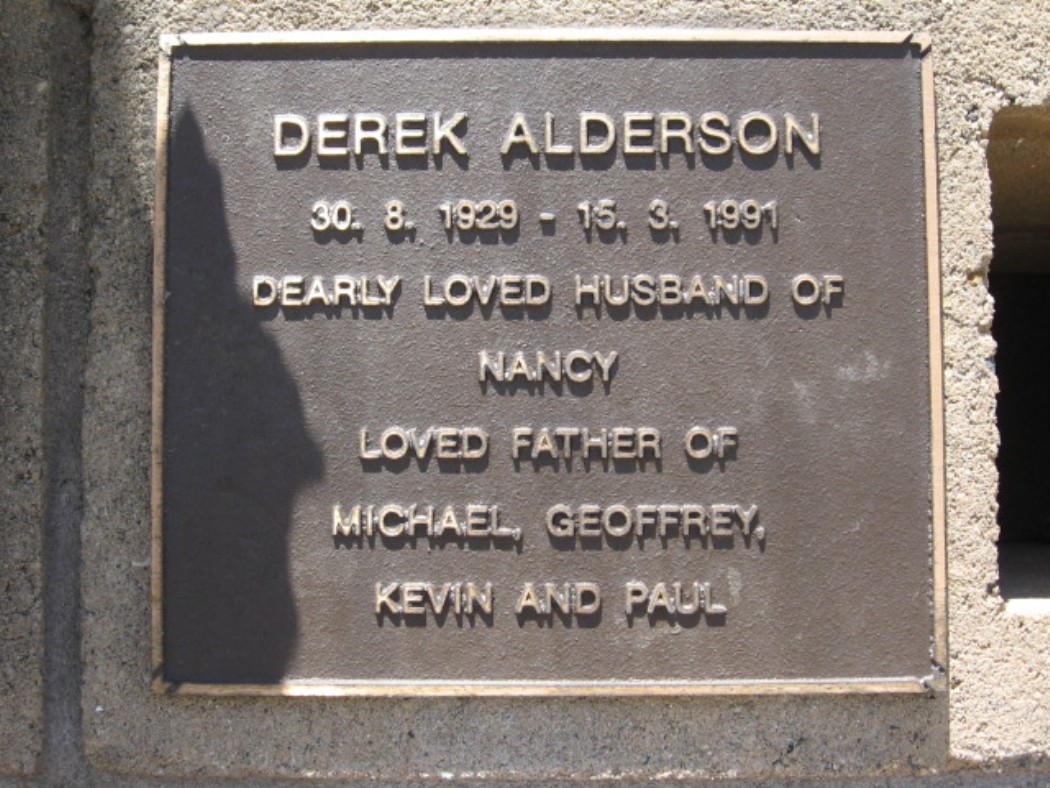 DEREK ALDERSON
30. 8. 1929 - 15. 3. 1991
DEARLY LOVED HUSBAND OF
NANCY
LOVED FATHER OF
MICHAEL, GEOFFREY,
KEVIN AND PAUL